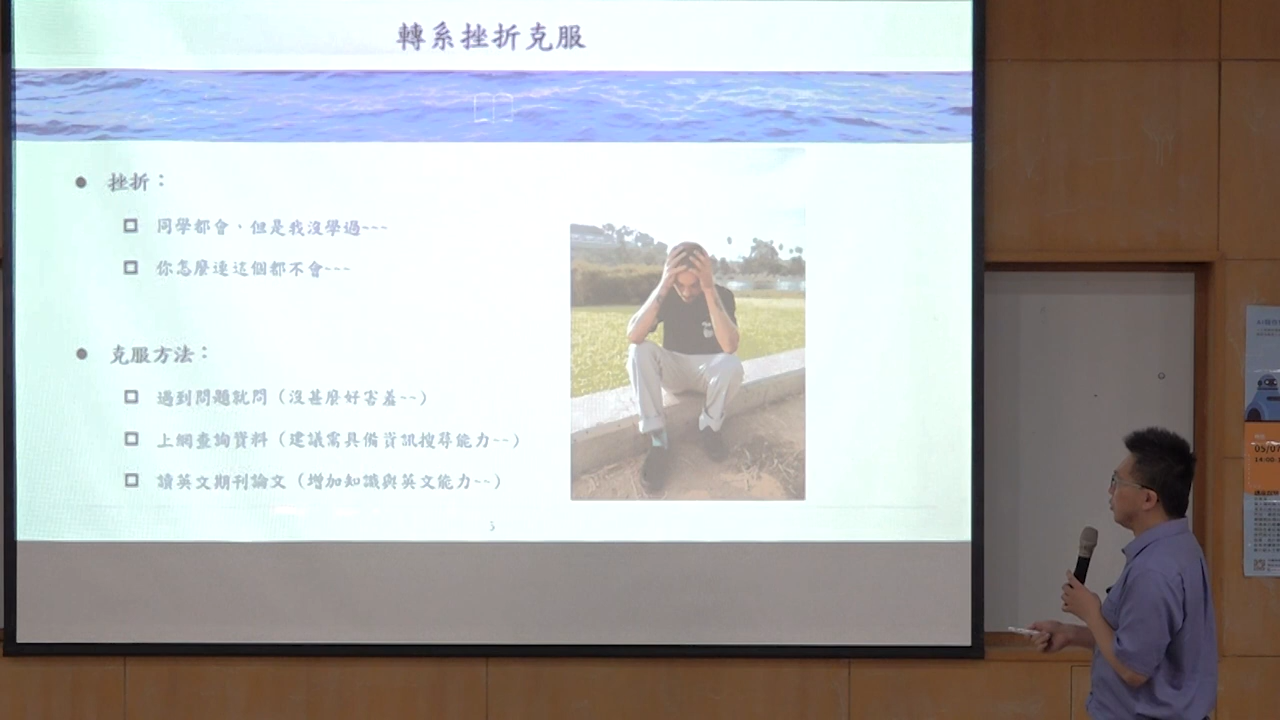 轉系挫折克服
挫折：
同學都會，但是我沒學過~~~
你怎麼連這個都不會~~~
克服方法：
遇到問題就問（沒甚麼好害羞~~）
上網查詢資料（建議需具備資訊搜尋能力~~）
讀英文期刊論文（增加知識與英文能力~~）
5
05/07